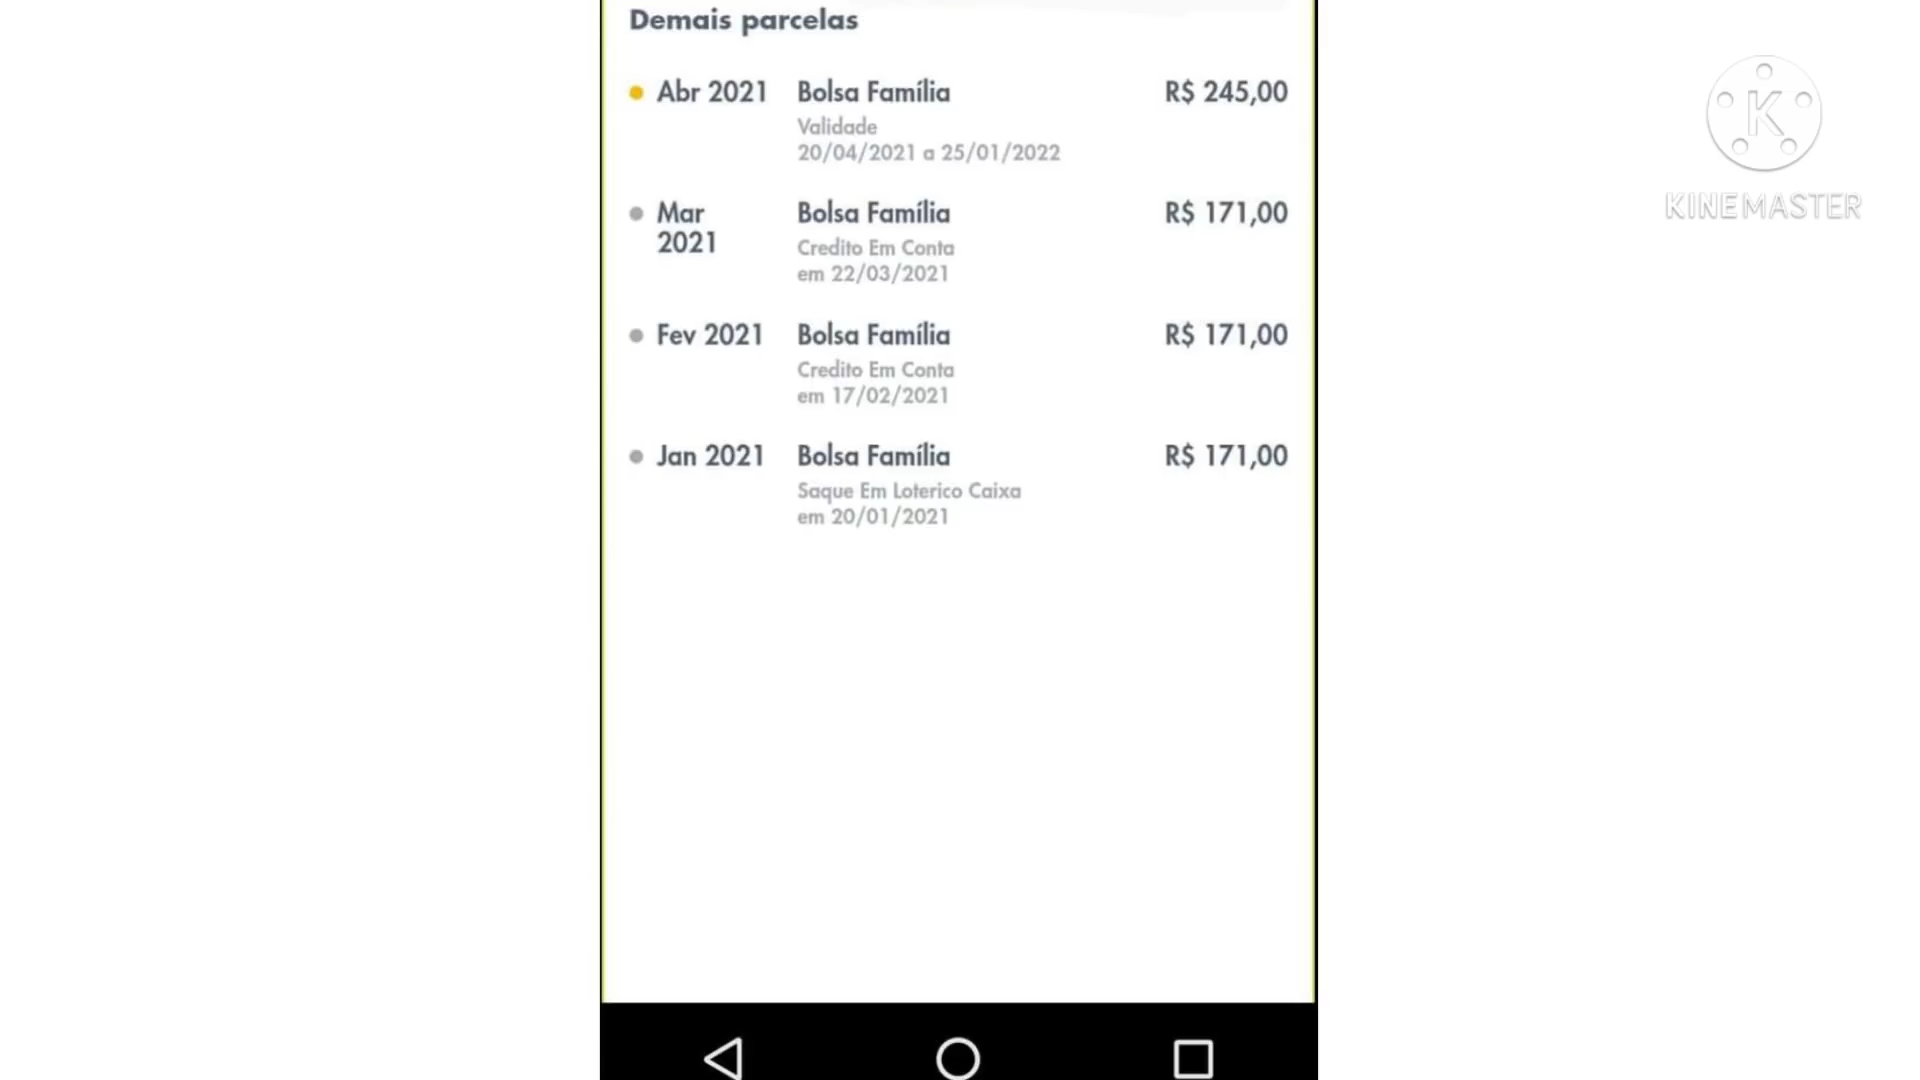 Demais parcelas
Abr 2021 Bolsa Família R$ 245,00
Validade
20/04/2021 a 25/01/2022
Mar 2021 Bolsa Família R$ 171,00
Credito Em Conta
em 22/03/2021
Fev 2021 Bolsa Família R$ 171,00
Credito Em Conta
em 17/02/2021
Jan 2021 Bolsa Família R$ 171,00
Saque Em Loterico Caixa
em 20/01/2021
K
KINEMASTER